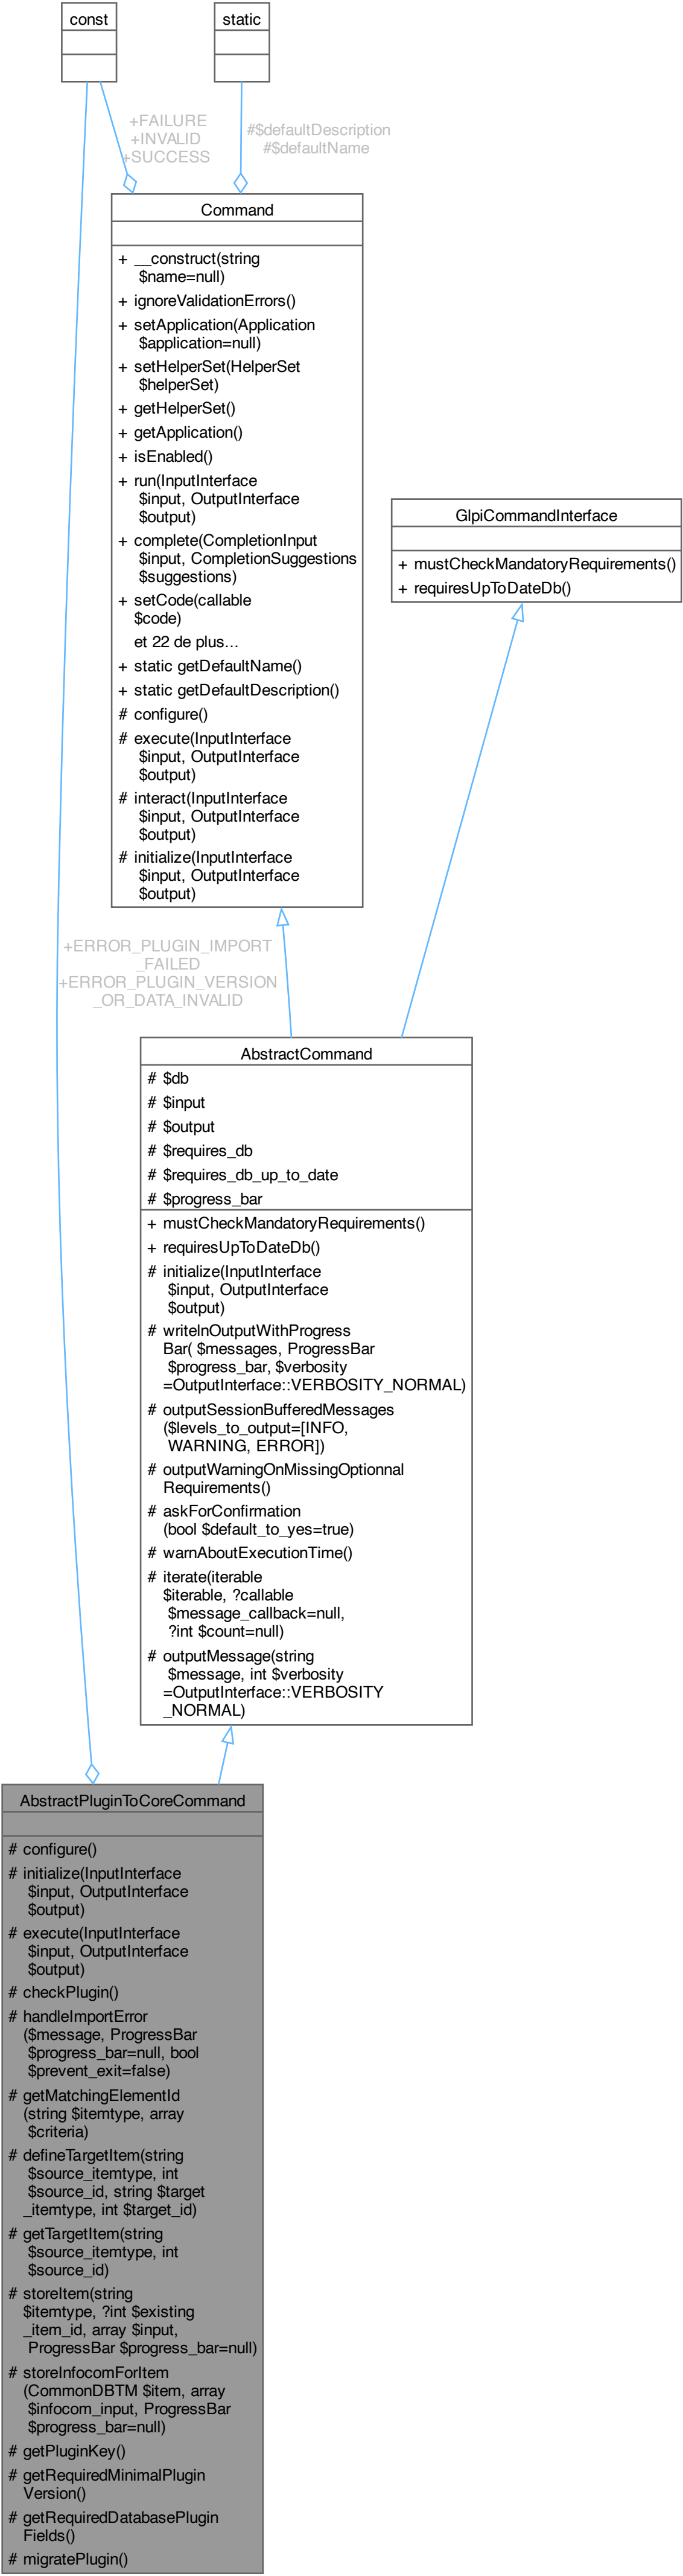 const
static
+FAILURE
+INVALID
+SUCCESS
#$defaultDescription
#$defaultName
Command
+ __construct(string
$name=null)
+ ignoreValidationErrors()
+ setApplication(Application
$application=null)
+ setHelperSet(HelperSet
$helperSet)
+ getHelperSet()
+ getApplication()
+ isEnabled()
+ run(InputInterface
$input, OutputInterface
$output)
+ complete(CompletionInput
$input, CompletionSuggestions
$suggestions)
+ setCode(callable
$code)
et 22 de plus...
+ static getDefaultName()
+ static getDefaultDescription()
# configure()
# execute(InputInterface
$input, OutputInterface
$output)
# interact(InputInterface
$input, OutputInterface
$output)
# initialize(InputInterface
$input, OutputInterface
$output)
GlpiCommandInterface
+ mustCheckMandatoryRequirements()
+ requiresUpToDateDb()
+ERROR_PLUGIN_IMPORT
_FAILED
+ERROR_PLUGIN_VERSION
_OR_DATA_INVALID
AbstractCommand
# $db
# $input
# $output
# $requires_db
# $requires_db_up_to_date
# $progress_bar
+ mustCheckMandatoryRequirements()
+ requiresUpToDateDb()
# initialize(InputInterface
$input, OutputInterface
$output)
# writelnOutputWithProgress
Bar( $messages, ProgressBar
$progress_bar, $verbosity
=OutputInterface::VERBOSITY_NORMAL)
# outputSessionBufferedMessages
($levels_to_output=[INFO,
WARNING, ERROR])
# outputWarningOnMissingOptionnal
Requirements()
# askForConfirmation
(bool $default_to_yes=true)
# warnAboutExecutionTime()
# iterate(iterable
$iterable, ?callable
$message_callback=null,
?int $count=null)
# outputMessage(string
$message, int $verbosity
=OutputInterface::VERBOSITY
_NORMAL)
AbstractPluginToCoreCommand
# configure()
# initialize(InputInterface
$input, OutputInterface
$output)
# execute(InputInterface
$input, OutputInterface
$output)
# checkPlugin()
# handleImportError
($message, ProgressBar
$progress_bar=null, bool
$prevent_exit=false)
# getMatchingElementId
(string $itemtype, array
$criteria)
# defineTargetItem(string
$source_itemtype, int
$source_id, string $target
_itemtype, int $target_id)
# getTargetItem(string
$source_itemtype, int
$source_id)
# storeItem(string
$itemtype, ?int $existing
_item_id, array $input,
ProgressBar $progress_bar=null)
# storeInfocomForItem
(CommonDBTM $item, array
$infocom_input, ProgressBar
$progress_bar=null)
# getPluginKey()
# getRequiredMinimalPlugin
Version()
# getRequiredDatabasePlugin
Fields()
# migratePlugin()